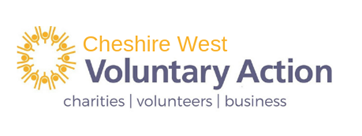 Cheshire West
Voluntary Action
charities | volunteers | business